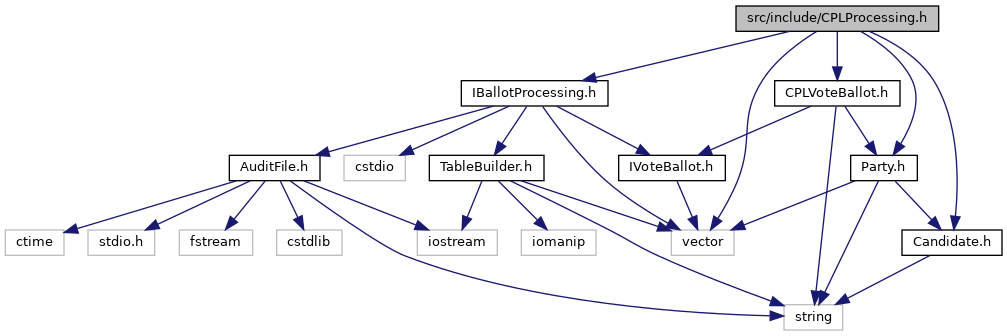 src/include/CPLProcessing.h
IBallotProcessing.h
CPLVoteBallot.h
AuditFile.h
cstdio
TableBuilder.h
IVoteBallot.h
Party.h
ctime
stdio.h
fstream
cstdlib
iostream
iomanip
vector
Candidate.h
string